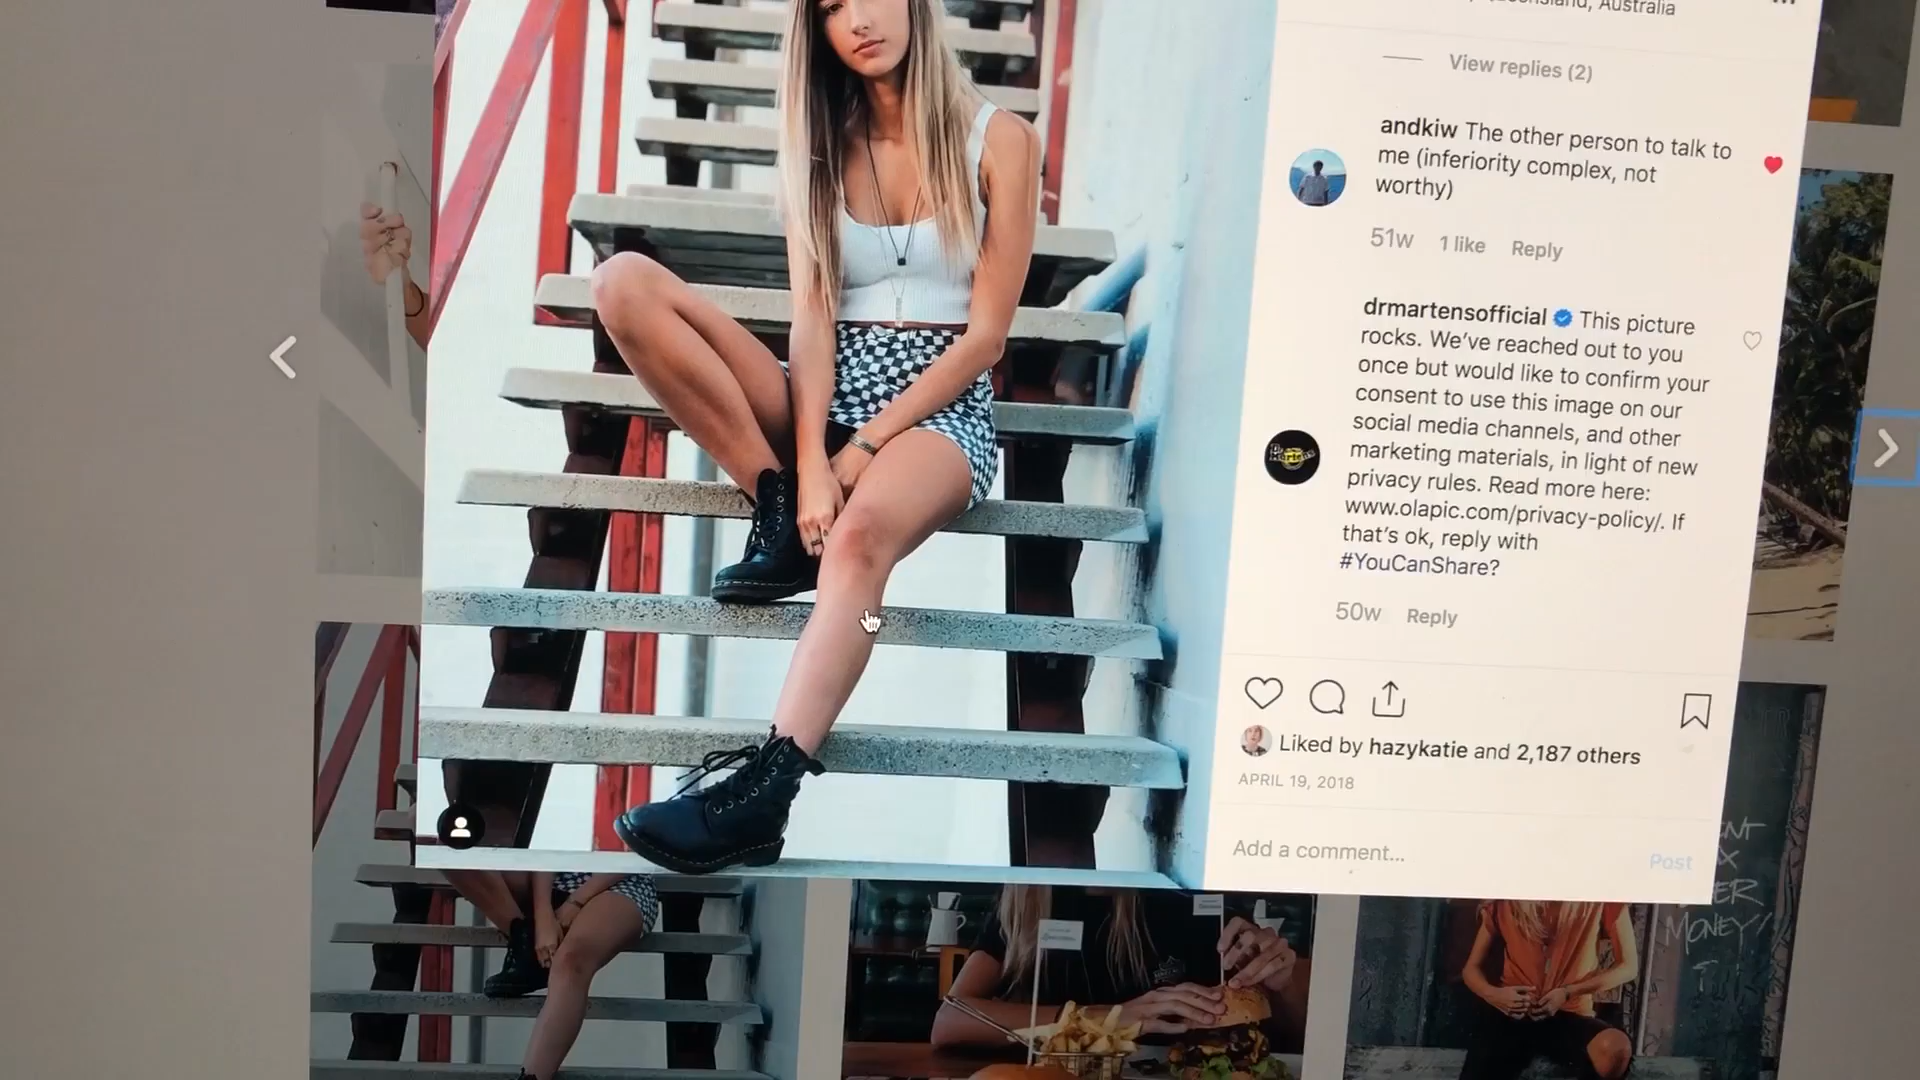 Queensland, Australia
View replies (2)
andkiw The other person to talk to
me (inferiority complex, not
worthy)
51w 1 like Reply
drmartensofficial This picture
rocks. We've reached out to you
once but would like to confirm your
consent to use this image on our
social media channels, and other
marketing materials, in light of new
privacy rules. Read more here:
www.olapic.com/privacy-policy/. If
that's ok, reply with
#YouCanShare?
50w Reply
Liked by hazykatie and 2,187 others
APRIL 19, 2018
Add a comment...
Post
MONEY!